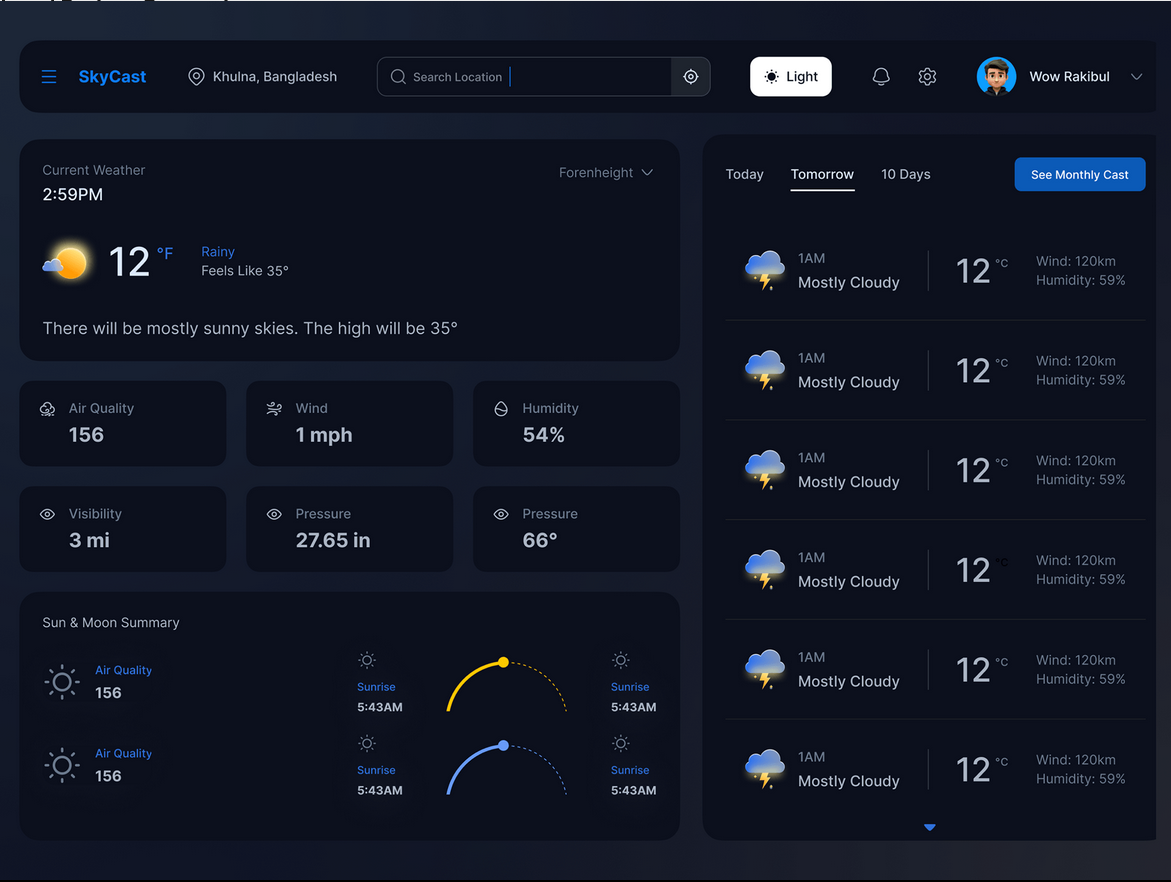 SkyCast
Khulna, Bangladesh
Search Location
Light
Wow Rakibul
Current Weather
Forenheight
2:59PM
12 °F
Rainy
Feels Like 35°
There will be mostly sunny skies. The high will be 35°
Air Quality
156
Wind
1 mph
Humidity
54%
Visibility
3 mi
Pressure
27.65 in
Pressure
66°
Sun & Moon Summary
Air Quality
156
Sunrise
5:43AM
Sunrise
5:43AM
Air Quality
156
Sunrise
5:43AM
Sunrise
5:43AM
Today Tomorrow 10 Days
See Monthly Cast
1AM
Mostly Cloudy
12 °C
Wind: 120km
Humidity: 59%
1AM
Mostly Cloudy
12 °C
Wind: 120km
Humidity: 59%
1AM
Mostly Cloudy
12 °C
Wind: 120km
Humidity: 59%
1AM
Mostly Cloudy
12 °C
Wind: 120km
Humidity: 59%
1AM
Mostly Cloudy
12 °C
Wind: 120km
Humidity: 59%
1AM
Mostly Cloudy
12 °C
Wind: 120km
Humidity: 59%